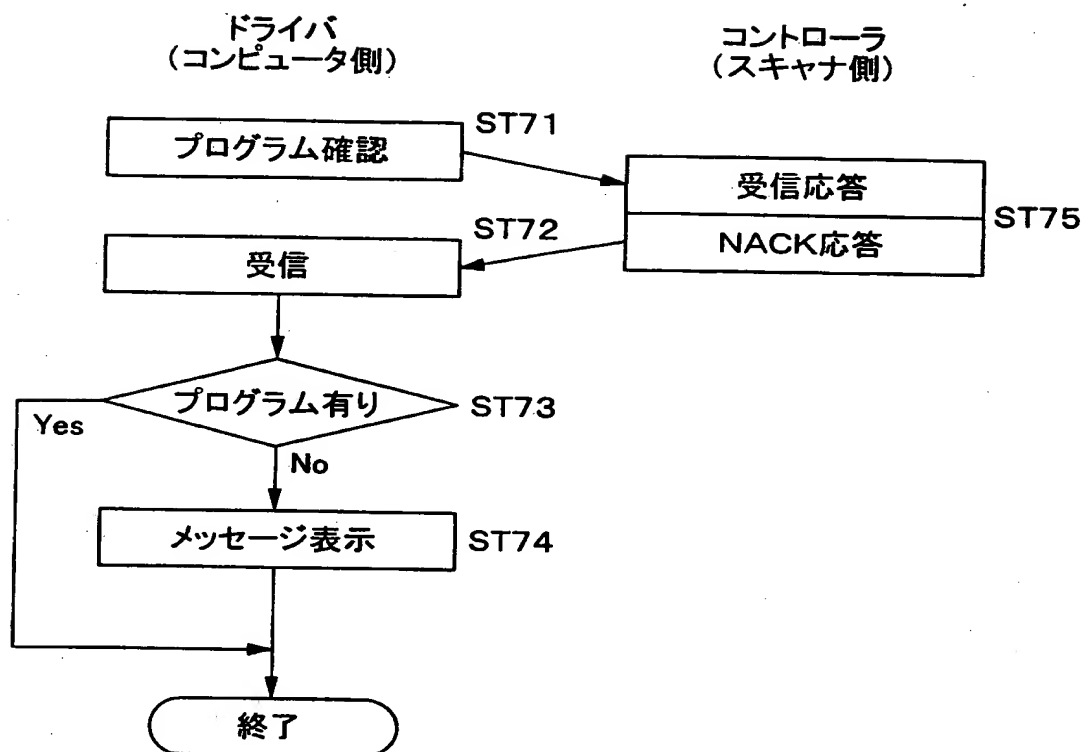 ドライバ
(コンピュータ側)
コントローラ
(スキャナ側)
プログラム確認
ST71
受信応答
NACK応答
ST75
受信
ST72
プログラム有り
ST73
Yes
No
メッセージ表示
ST74
終了